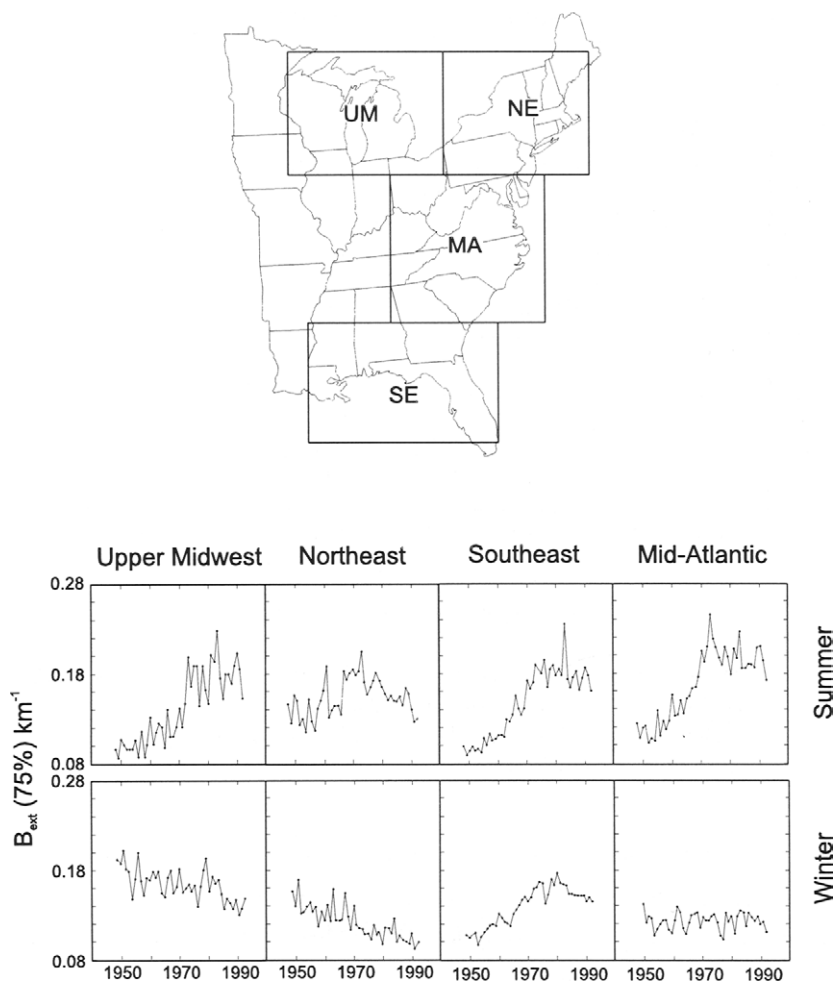 UM
NE
MA
SE
Upper Midwest Northeast Southeast Mid-Atlantic
0.28
0.18
0.08
Summer
0.28
0.18
0.08
Winter
B_ext (75%) km⁻¹
1950 1970 1990 1950 1970 1990 1950 1970 1990 1950 1970 1990